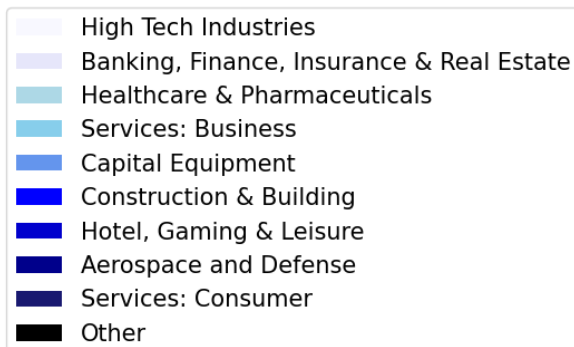 High Tech Industries
Banking, Finance, Insurance & Real Estate
Healthcare & Pharmaceuticals
Services: Business
Capital Equipment
Construction & Building
Hotel, Gaming & Leisure
Aerospace and Defense
Services: Consumer
Other